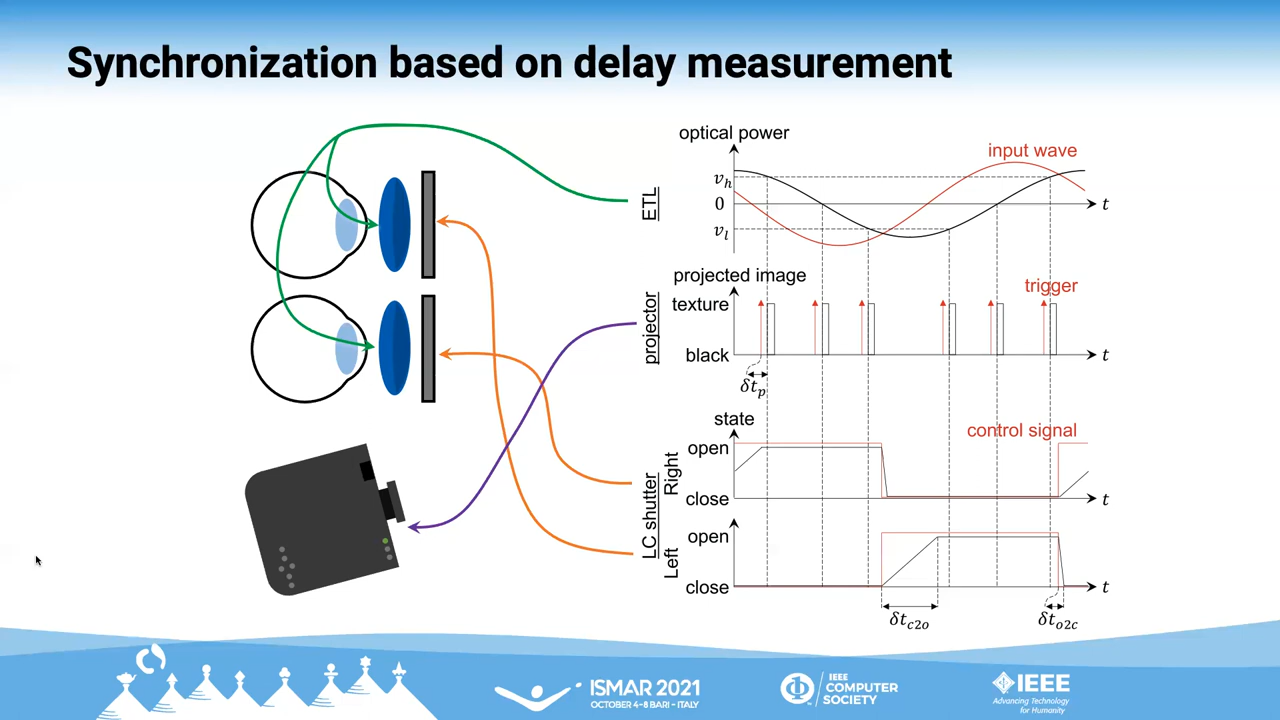 Synchronization based on delay measurement
optical power
input wave
v_h
0
v_l
t
ETL
projected image
trigger
texture
black
t
projector
δt_p
state
control signal
open
close
t
Right
LC shutter
open
close
t
Left
δt_c2o
δt_o2c
ISMAR 2021
OCTOBER 4-8 BARI - ITALY
IEEE
COMPUTER
SOCIETY
IEEE
Advancing Technology
for Humanity